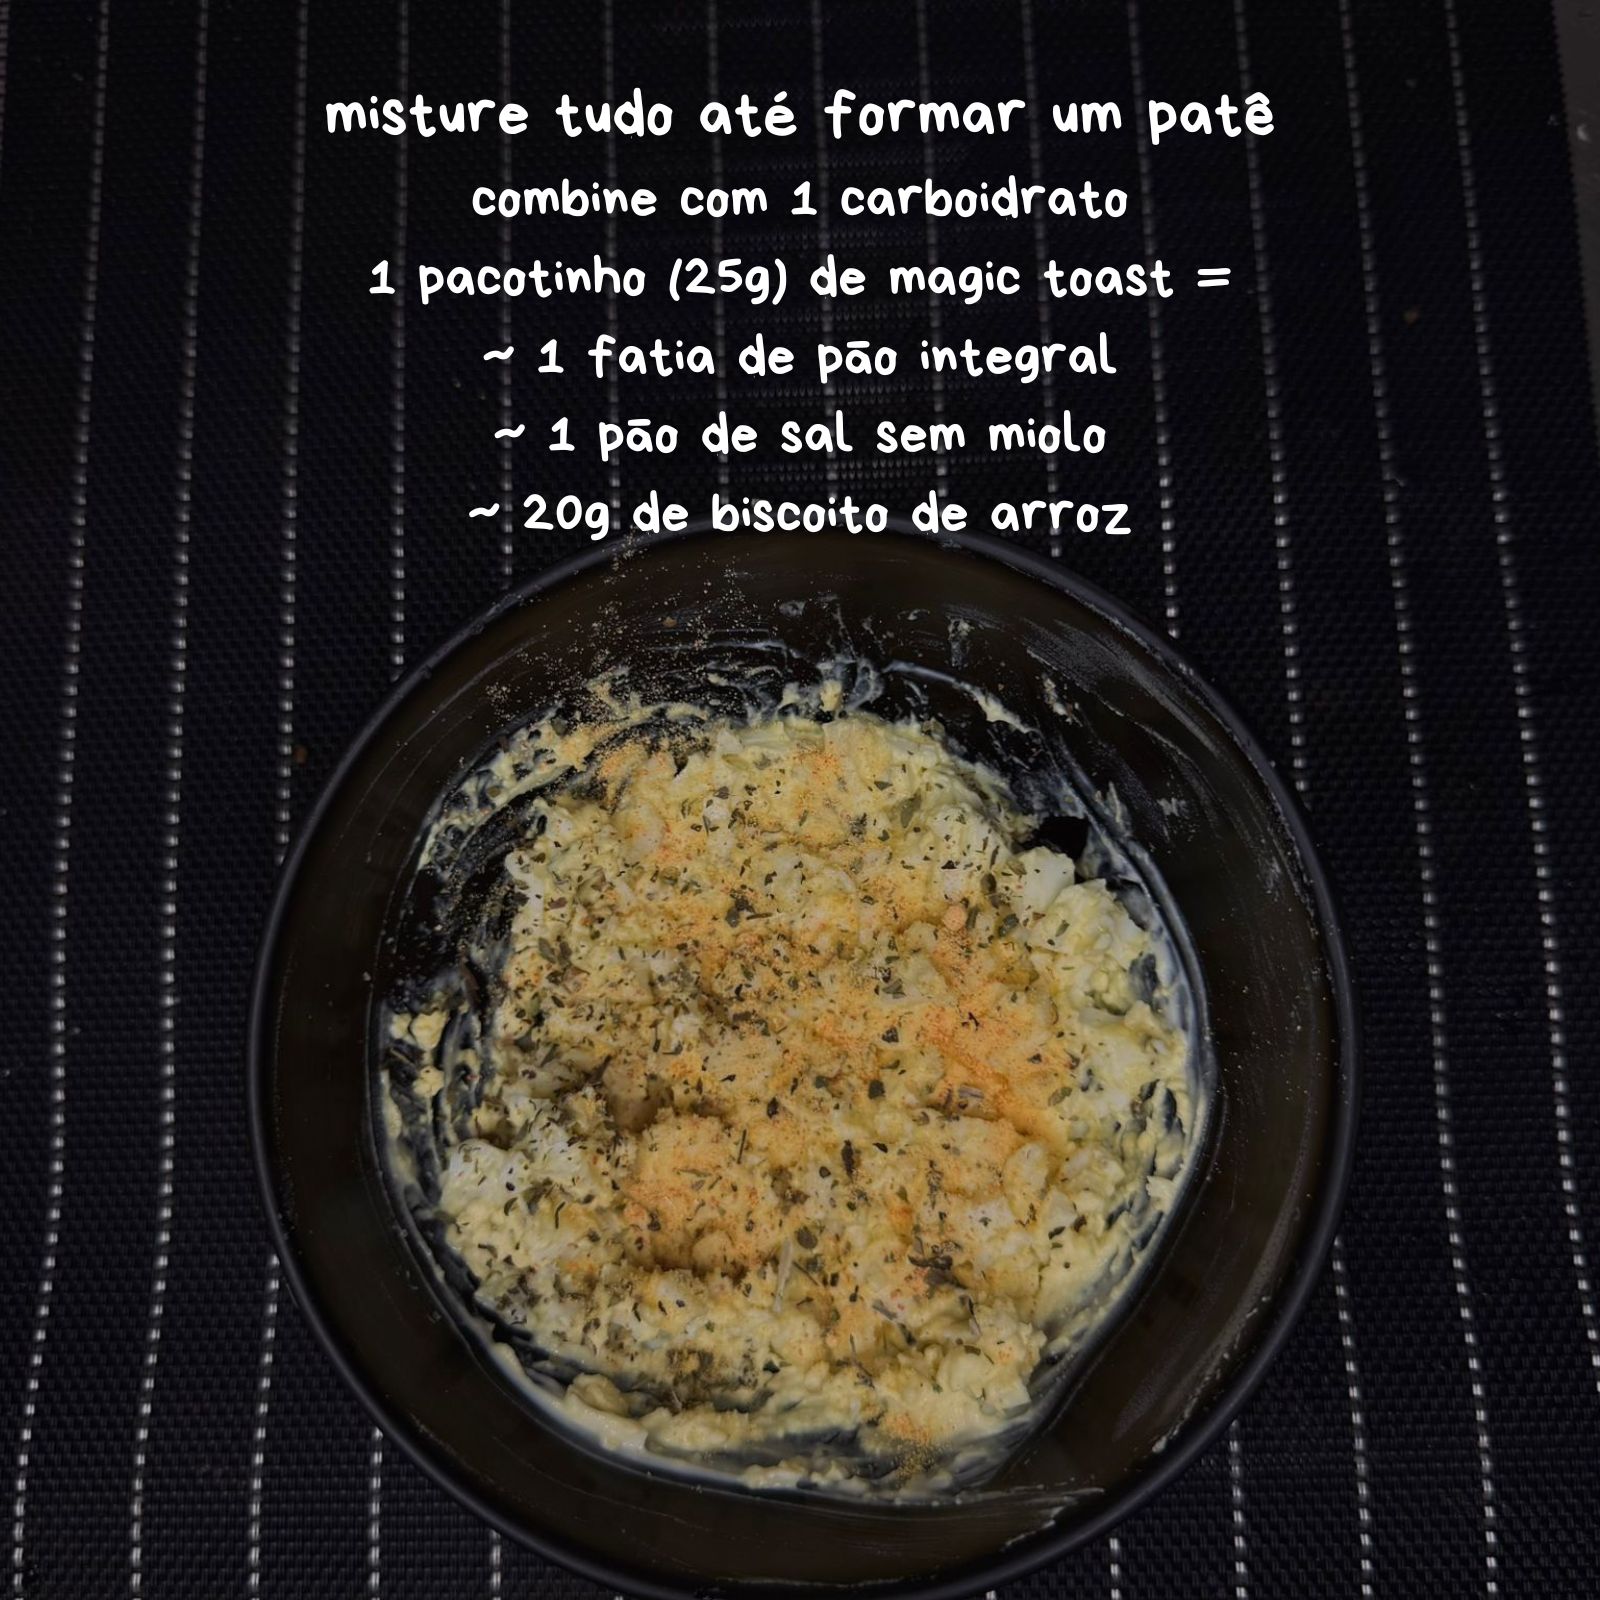 misture tudo até formar um patê
combine com 1 carboidrato
1 pacotinho (25g) de magic toast =
~ 1 fatia de pão integral
~ 1 pão de sal sem miolo
~ 20g de biscoito de arroz